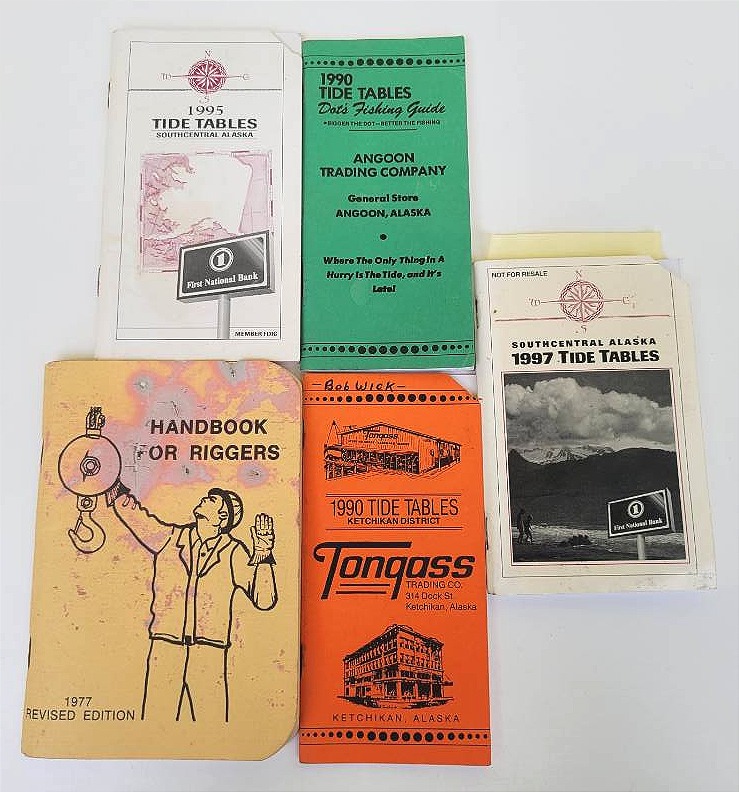 N
S
1995
TIDE TABLES
SOUTHCENTRAL ALASKA
1
First National Bank
MEMBER FDIC
1990
TIDE TABLES
Dot's Fishing Guide
• BIGGER THE DOT – BETTER THE FISHING
ANGOON
TRADING COMPANY
General Store
ANGOON, ALASKA
Where The Only Thing in A
Hurry Is The Tide, and It's
Late!
NOT FOR RESALE
N
S
SOUTHCENTRAL ALASKA
1997 TIDE TABLES
1
First National Bank
HANDBOOK
FOR RIGGERS
1977
REVISED EDITION
-Bob Wick-
Tongass
1990 TIDE TABLES
KETCHIKAN DISTRICT
Tongass
TRADING CO.
314 Dock St
Ketchikan, Alaska
KETCHIKAN, ALASKA